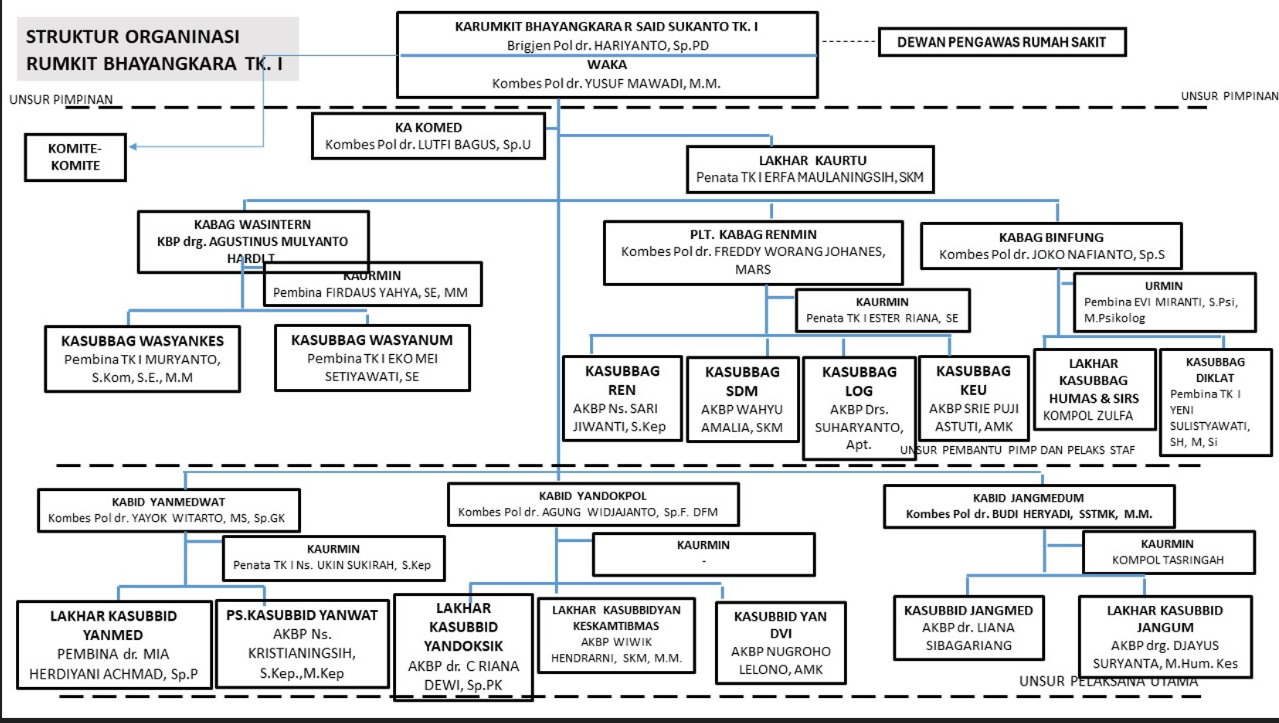 STRUKTUR ORGANINASI
RUMKIT BHAYANGKARA TK. I
KARUMKIT BHAYANGKARA R SAID SUKANTO TK. I
Brigjen Pol dr. HARIYANTO, Sp.PD
WAKA
Kombes Pol dr. YUSUF MAWADI, M.M.
DEWAN PENGAWAS RUMAH SAKIT
UNSUR PIMPINAN
UNSUR PIMPINAN
KOMITE-
KOMITE
KA KOMED
Kombes Pol dr. LUTFI BAGUS, Sp.U
LAKHAR KAURTU
Penata TK I ERFA MAULANINGSIH, SKM
KABAG WASINTERN
KBP drg. AGUSTINUS MULYANTO
HARDI.T
KAURMIN
Pembina FIRDAUS YAHYA, SE, MM
KASUBBAG WASYANKES
Pembina TK I MURYANTO,
S.Kom, S.E., M.M
KASUBBAG WASYANUM
Pembina TK I EKO MEI
SETIYAWATI, SE
PLT. KABAG RENMIN
Kombes Pol dr. FREDDY WORANG JOHANES,
MARS
KAURMIN
Penata TK I ESTER RIANA, SE
KASUBBAG
REN
AKBP Ns. SARI
JIWANTI, S.Kep
KASUBBAG
SDM
AKBP WAHYU
AMALIA, SKM
KASUBBAG
LOG
AKBP Drs.
SUHARYANTO,
Apt.
KASUBBAG
KEU
AKBP SRIE PUJI
ASTUTI, AMK
KABAG BINFUNG
Kombes Pol dr. JOKO NAFIANTO, Sp.S
URMIN
Pembina EVI MIRANTI, S.Psi,
M.Psikolog
LAKHAR
KASUBBAG
HUMAS & SIRS
KOMPOL ZULFA
KASUBBAG
DIKLAT
Pembina TK I
YENI
SULISTYAWATI,
SH, M, Si
UNSUR PEMBANTU PIMP DAN PELAKS STAF
KABID YANMEDWAT
Kombes Pol dr. YAYOK WITARTO, MS, Sp.GK
KAURMIN
Penata TK I Ns. UKIN SUKIRAH, S.Kep
LAKHAR KASUBBID
YANMED
PEMBINA dr. MIA
HERDIYANI ACHMAD, Sp.P
PS.KASUBBID YANWAT
AKBP Ns.
KRISTIANINGSIH,
S.Kep.,M.Kep
KABID YANDOKPOL
Kombes Pol dr. AGUNG WIDJAJANTO, Sp.F. DFM
KAURMIN
-
LAKHAR
KASUBBID
YANDOKSIK
AKBP dr. C RIANA
DEWI, Sp.PK
LAKHAR KASUBBIDYAN
KESKAMTIBMAS
AKBP WIWIK
HENDRARNI, SKM, M.M.
KASUBBID YAN
DVI
AKBP NUGROHO
LELONO, AMK
KABID JANGMEDUM
Kombes Pol dr. BUDI HERYADI, SSTMK, M.M.
KAURMIN
KOMPOL TASRINGAH
KASUBBID JANGMED
AKBP dr. LIANA
SIBAGARIANG
LAKHAR KASUBBID
JANGUM
AKBP drg. DJAYUS
SURYANTA, M.Hum. Kes
UNSUR PELAKSANA UTAMA